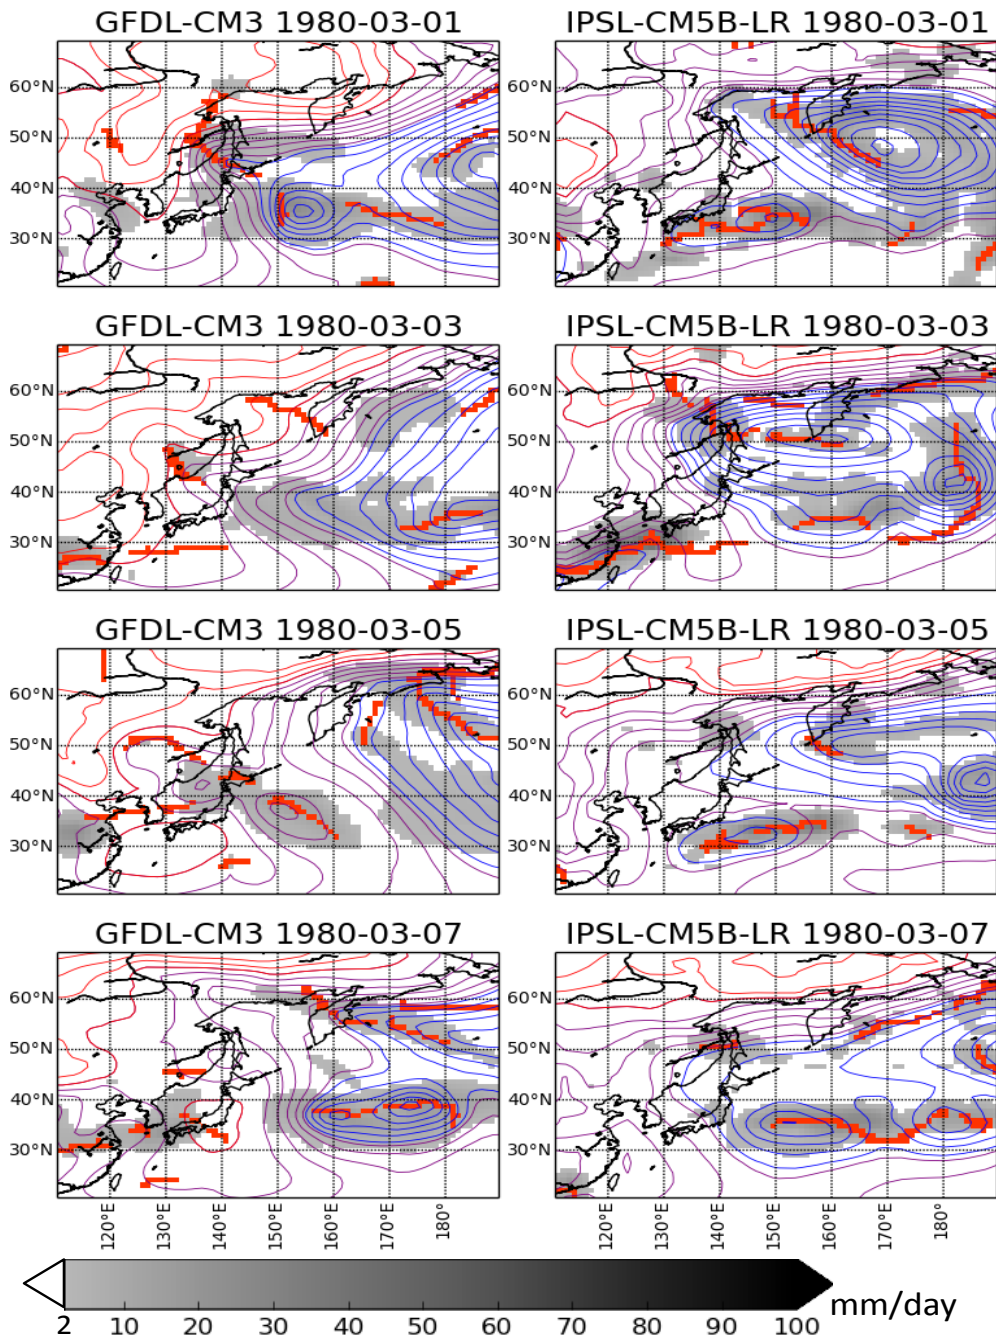 GFDL-CM3 1980-03-01 IPSL-CM5B-LR 1980-03-01
60°N 60°N
50°N 50°N
40°N 40°N
30°N 30°N
GFDL-CM3 1980-03-03 IPSL-CM5B-LR 1980-03-03
60°N 60°N
50°N 50°N
40°N 40°N
30°N 30°N
GFDL-CM3 1980-03-05 IPSL-CM5B-LR 1980-03-05
60°N 60°N
50°N 50°N
40°N 40°N
30°N 30°N
GFDL-CM3 1980-03-07 IPSL-CM5B-LR 1980-03-07
60°N 60°N
50°N 50°N
40°N 40°N
30°N 30°N
120°E 130°E 140°E 150°E 160°E 170°E 180° 120°E 130°E 140°E 150°E 160°E 170°E 180°
2 10 20 30 40 50 60 70 80 90 100 mm/day